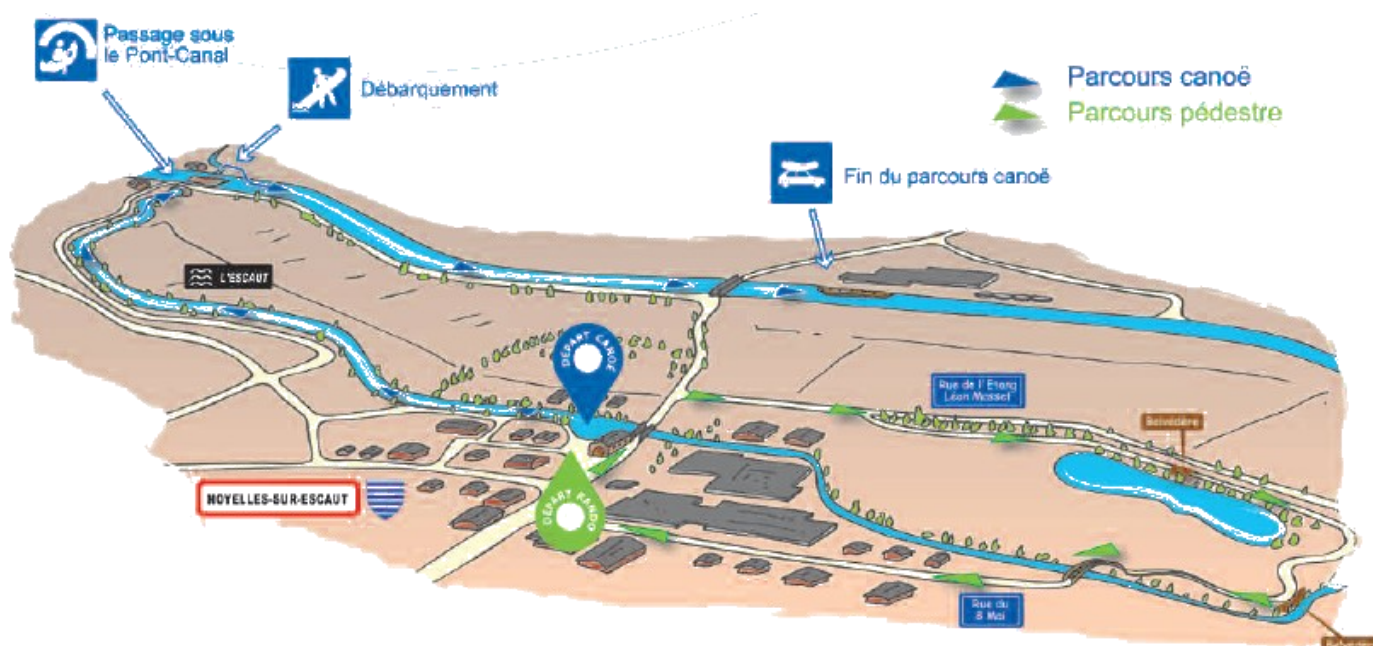 Passage sous
le Pont-Canal
Débarquement
Parcours canoë
Parcours pédestre
Fin du parcours canoë
L'ESCAUT
DÉPART CANOË
Rue de l'Etang
Léon Masset
Belvédère
NOYELLES-SUR-ESCAUT
DÉPART RANDO
Rue du
8 Mai